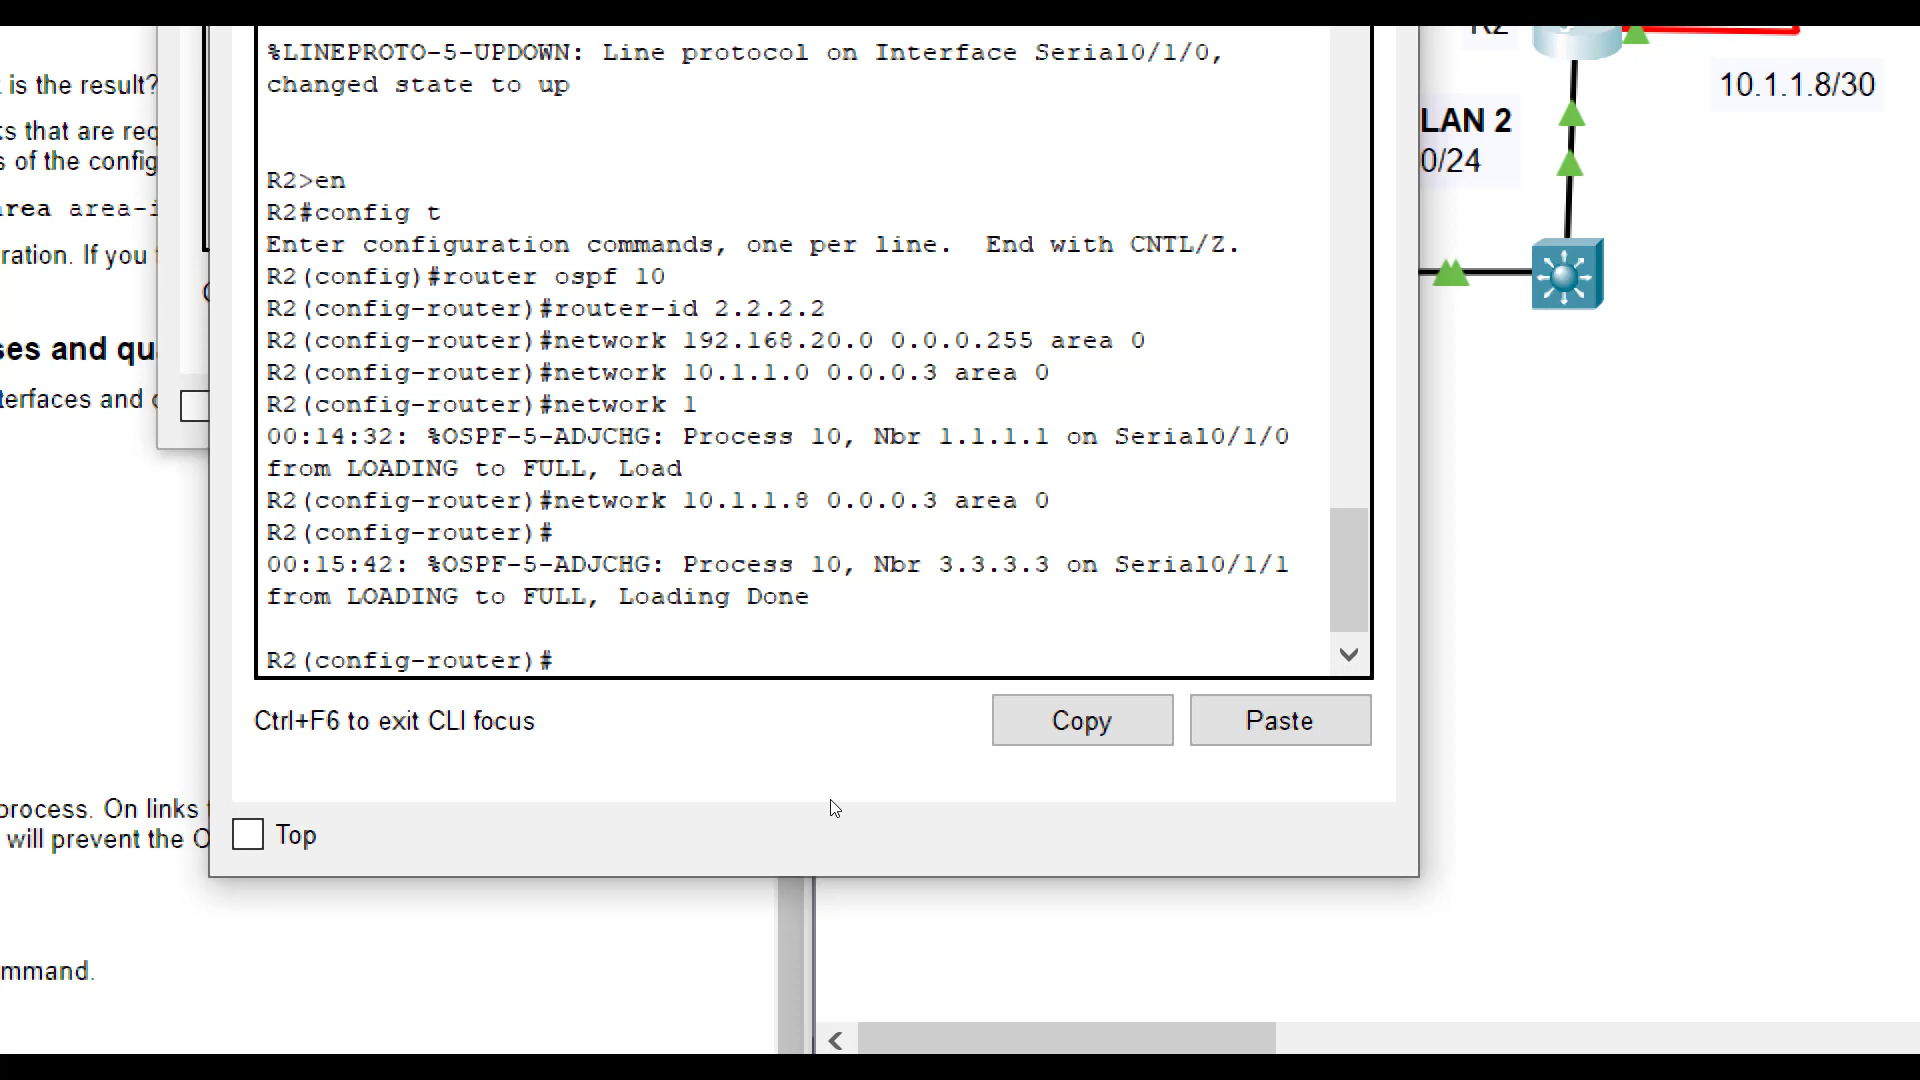 %LINEPROTO-5-UPDOWN: Line protocol on Interface Serial0/1/0,
changed state to up
R2>en
R2#config t
Enter configuration commands, one per line.  End with CNTL/Z.
R2(config)#router ospf 10
R2(config-router)#router-id 2.2.2.2
R2(config-router)#network 192.168.20.0 0.0.0.255 area 0
R2(config-router)#network 10.1.1.0 0.0.0.3 area 0
R2(config-router)#network 1
00:14:32: %OSPF-5-ADJCHG: Process 10, Nbr 1.1.1.1 on Serial0/1/0
from LOADING to FULL, Load
R2(config-router)#network 10.1.1.8 0.0.0.3 area 0
R2(config-router)#
00:15:42: %OSPF-5-ADJCHG: Process 10, Nbr 3.3.3.3 on Serial0/1/1
from LOADING to FULL, Loading Done
R2(config-router)#
Ctrl+F6 to exit CLI focus
Copy
Paste
Top
is the result?
that are req
s of the config
area area-i
ration. If you
ses and qu
terfaces and
process. On links
will prevent the O
mmand.
R2
10.1.1.8/30
LAN 2
0/24